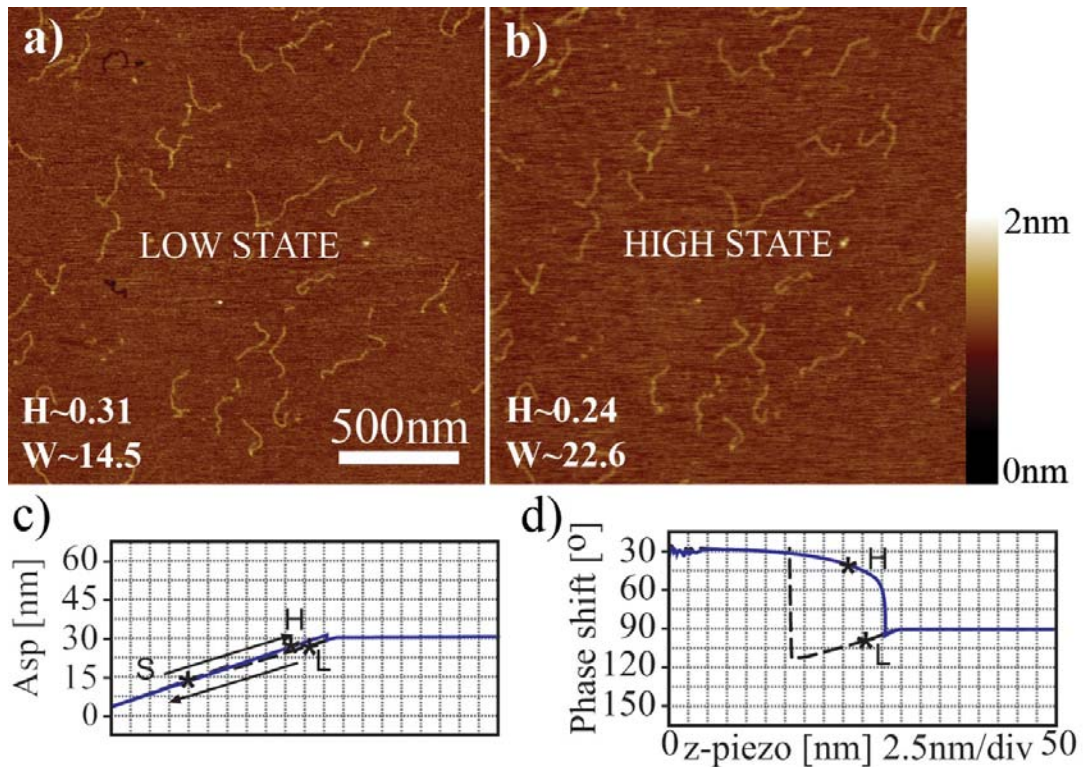 a)
b)
LOW STATE
HIGH STATE
H~0.31
W~14.5
500nm
H~0.24
W~22.6
2nm
0nm
c)
Asp [nm]
60
45
30
15
0
S
H
L
d)
Phase shift [º]
30
60
90
120
150
H
L
0 z-piezo [nm] 2.5nm/div 50